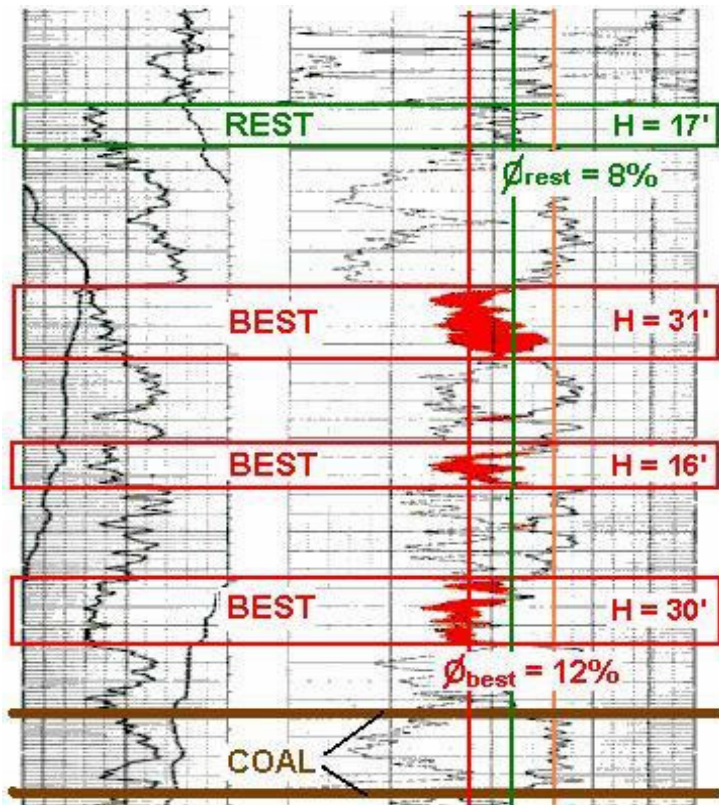 REST H = 17'
Ørest = 8%
BEST H = 31'
BEST H = 16'
BEST H = 30'
Øbest = 12%
COAL